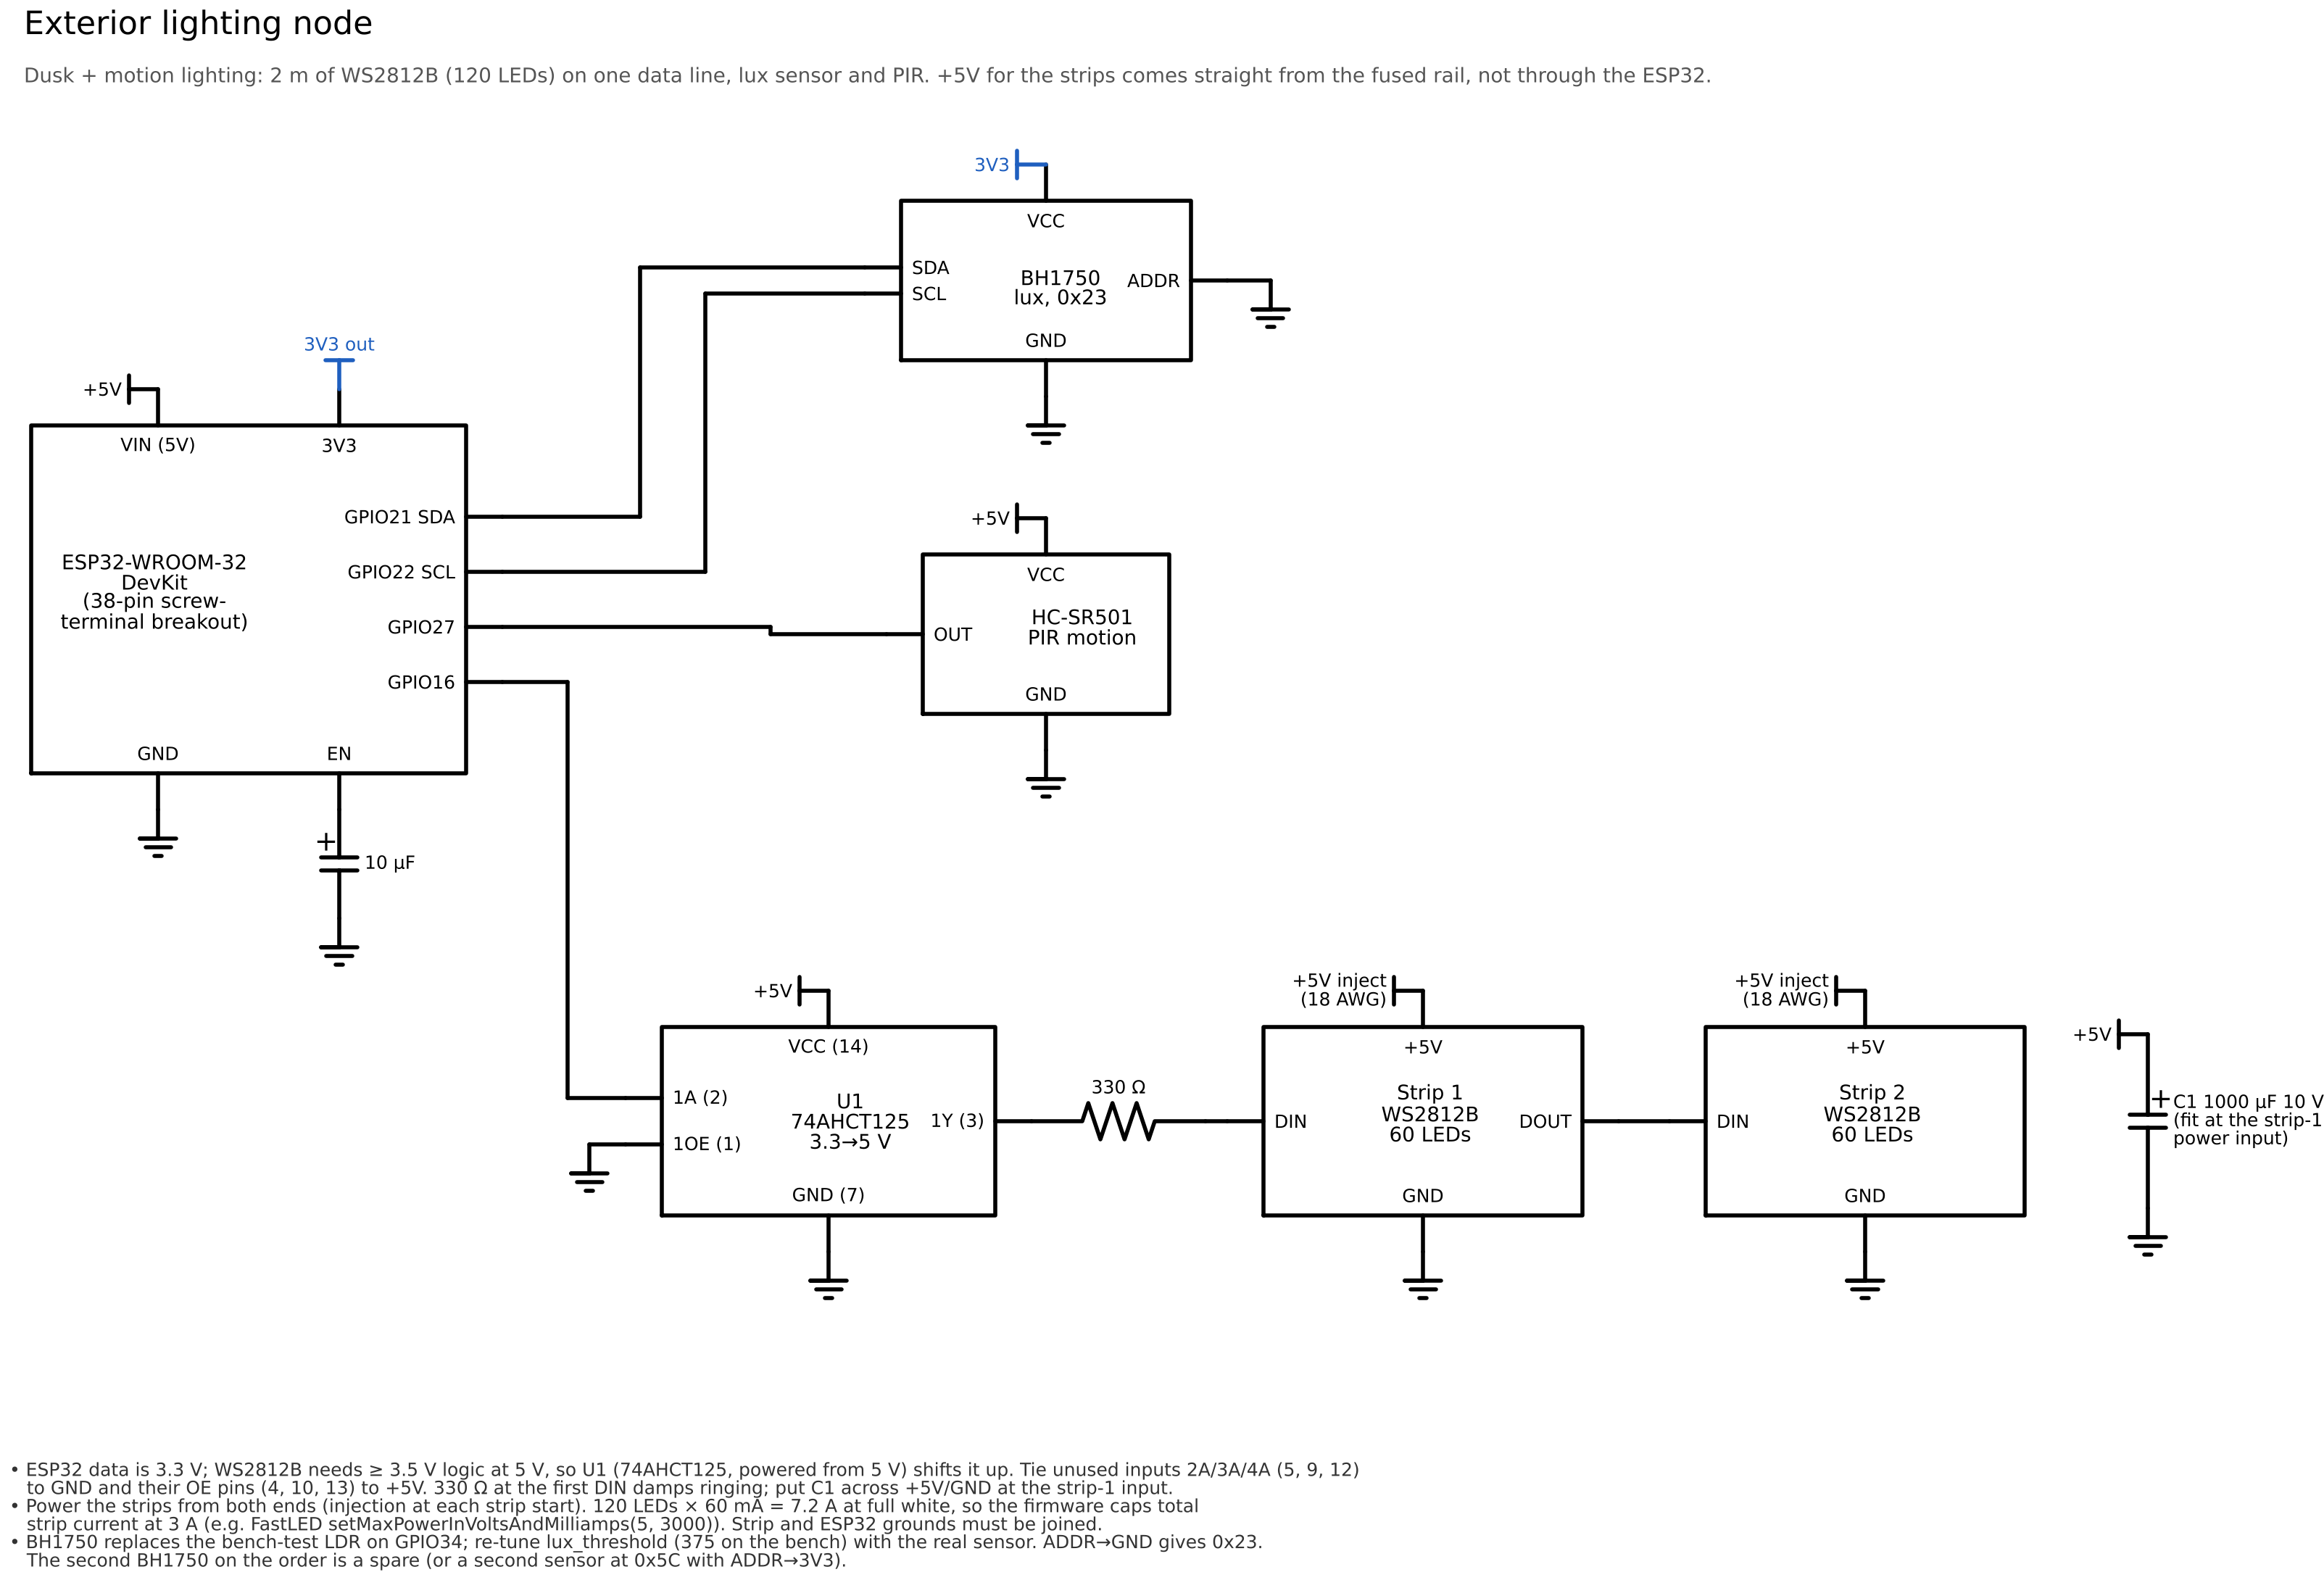 Exterior lighting node
Dusk + motion lighting: 2 m of WS2812B (120 LEDs) on one data line, lux sensor and PIR. +5V for the strips comes straight from the fused rail, not through the ESP32.
3V3
VCC
SDA
SCL
BH1750
lux, 0x23
ADDR
GND
3V3 out
+5V
VIN (5V)
3V3
GPIO21 SDA
GPIO22 SCL
GPIO27
GPIO16
ESP32-WROOM-32
DevKit
(38-pin screw-
terminal breakout)
GND
EN
+
10 µF
+5V
VCC
OUT
HC-SR501
PIR motion
GND
+5V
VCC (14)
1A (2)
1OE (1)
U1
74AHCT125
3.3→5 V
1Y (3)
GND (7)
330 Ω
+5V inject
(18 AWG)
+5V
DIN
Strip 1
WS2812B
60 LEDs
DOUT
GND
+5V inject
(18 AWG)
+5V
DIN
Strip 2
WS2812B
60 LEDs
GND
+5V
+
C1 1000 µF 10 V
(fit at the strip-1
power input)
• ESP32 data is 3.3 V; WS2812B needs ≥ 3.5 V logic at 5 V, so U1 (74AHCT125, powered from 5 V) shifts it up. Tie unused inputs 2A/3A/4A (5, 9, 12)
to GND and their OE pins (4, 10, 13) to +5V. 330 Ω at the first DIN damps ringing; put C1 across +5V/GND at the strip-1 input.
• Power the strips from both ends (injection at each strip start). 120 LEDs × 60 mA = 7.2 A at full white, so the firmware caps total
strip current at 3 A (e.g. FastLED setMaxPowerInVoltsAndMilliamps(5, 3000)). Strip and ESP32 grounds must be joined.
• BH1750 replaces the bench-test LDR on GPIO34; re-tune lux_threshold (375 on the bench) with the real sensor. ADDR→GND gives 0x23.
The second BH1750 on the order is a spare (or a second sensor at 0x5C with ADDR→3V3).